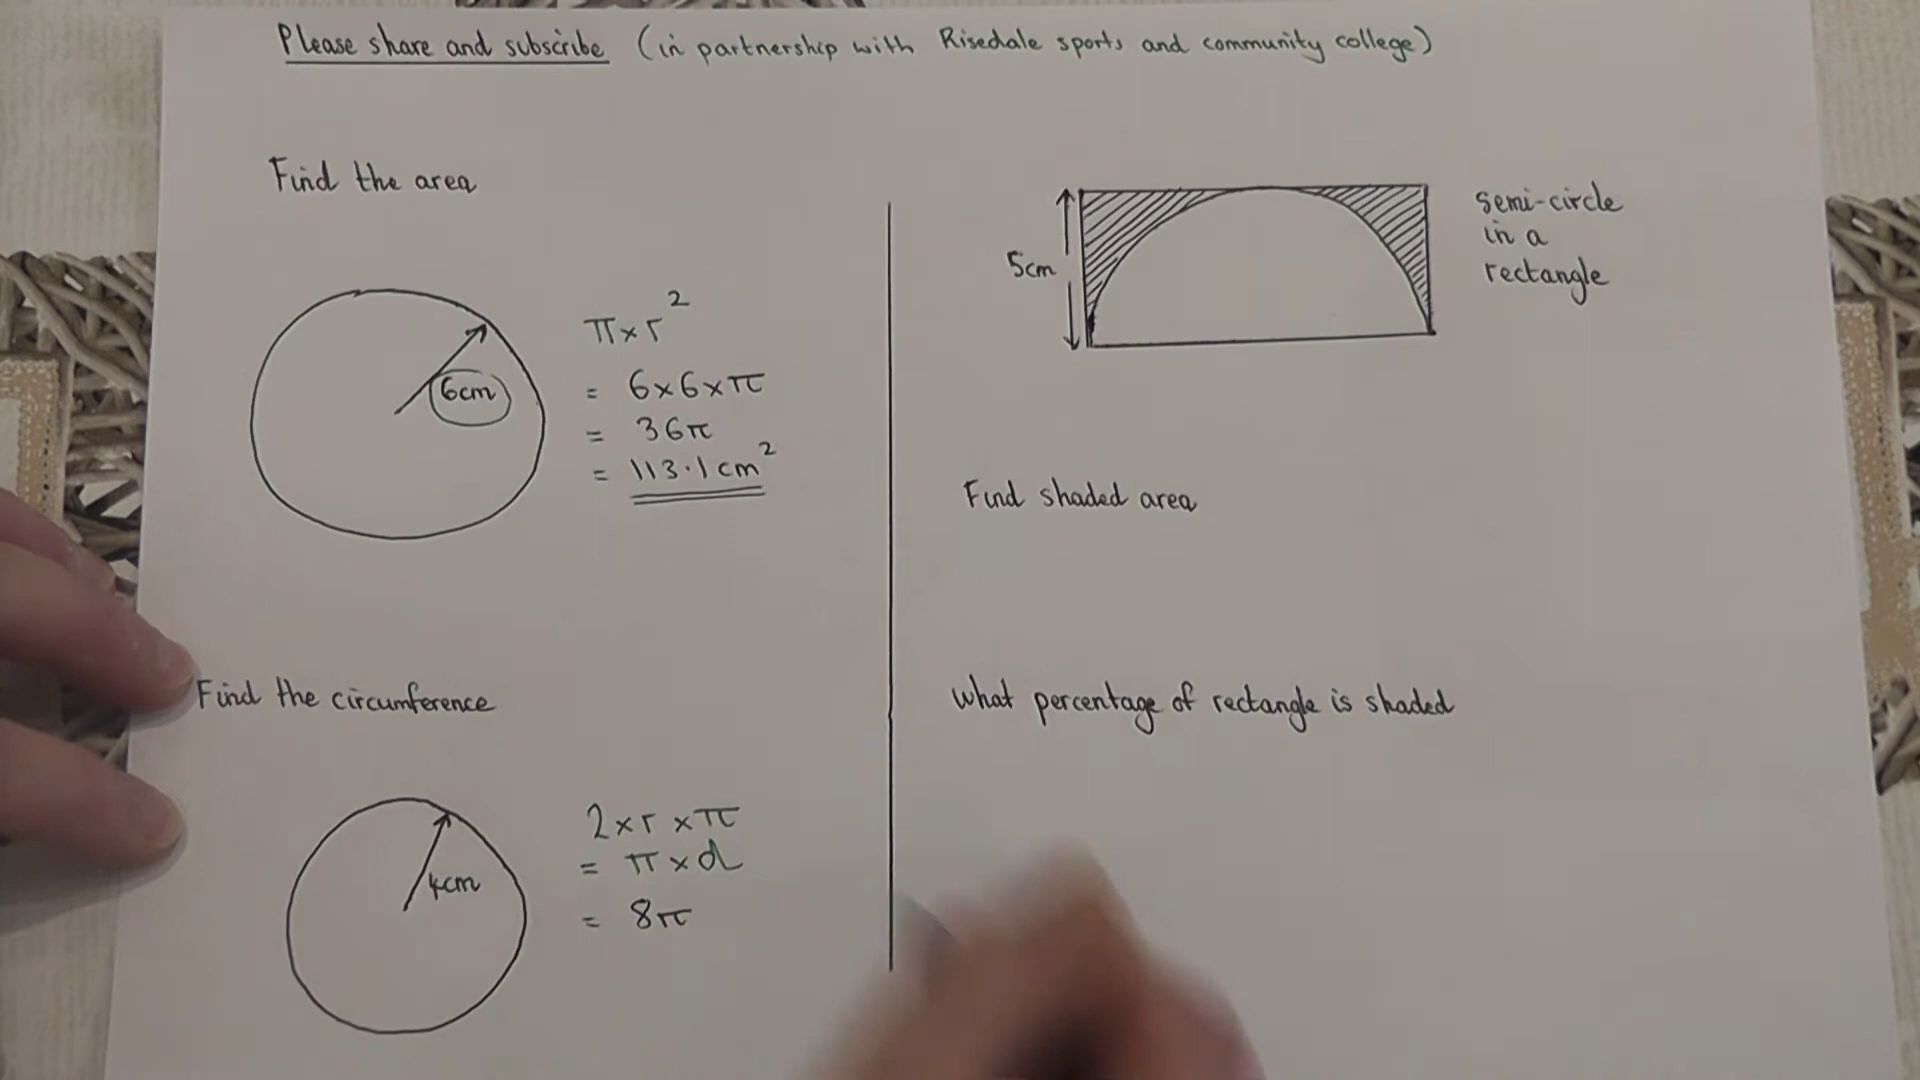 Please share and subscribe (in partnership with Risedale sports and community college)
Find the area
6cm
π×r²
= 6×6×π
= 36π
= 113.1cm²
Find the circumference
4cm
2×r×π
= π×d
= 8π
5cm
semi-circle
in a
rectangle
Find shaded area
What percentage of rectangle is shaded